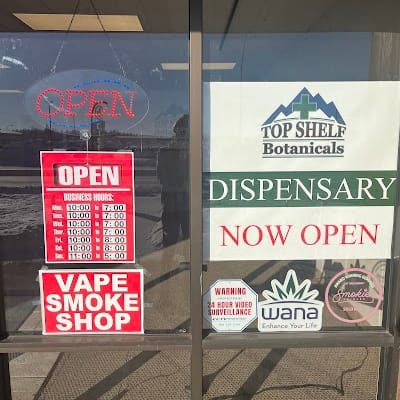 OPEN
OPEN
BUSINESS HOURS:
Mon. 10:00 to 7:00
Tues. 10:00 to 7:00
Wed. 10:00 to 7:00
Thur. 10:00 to 7:00
Fri. 10:00 to 8:00
Sat. 10:00 to 8:00
Sun. 11:00 to 5:00
VAPE
SMOKE
SHOP
TOP SHELF
Botanicals
DISPENSARY
NOW OPEN
WARNING
24 HOUR VIDEO
SURVEILLANCE
wana
Enhance Your Life
Smokiez